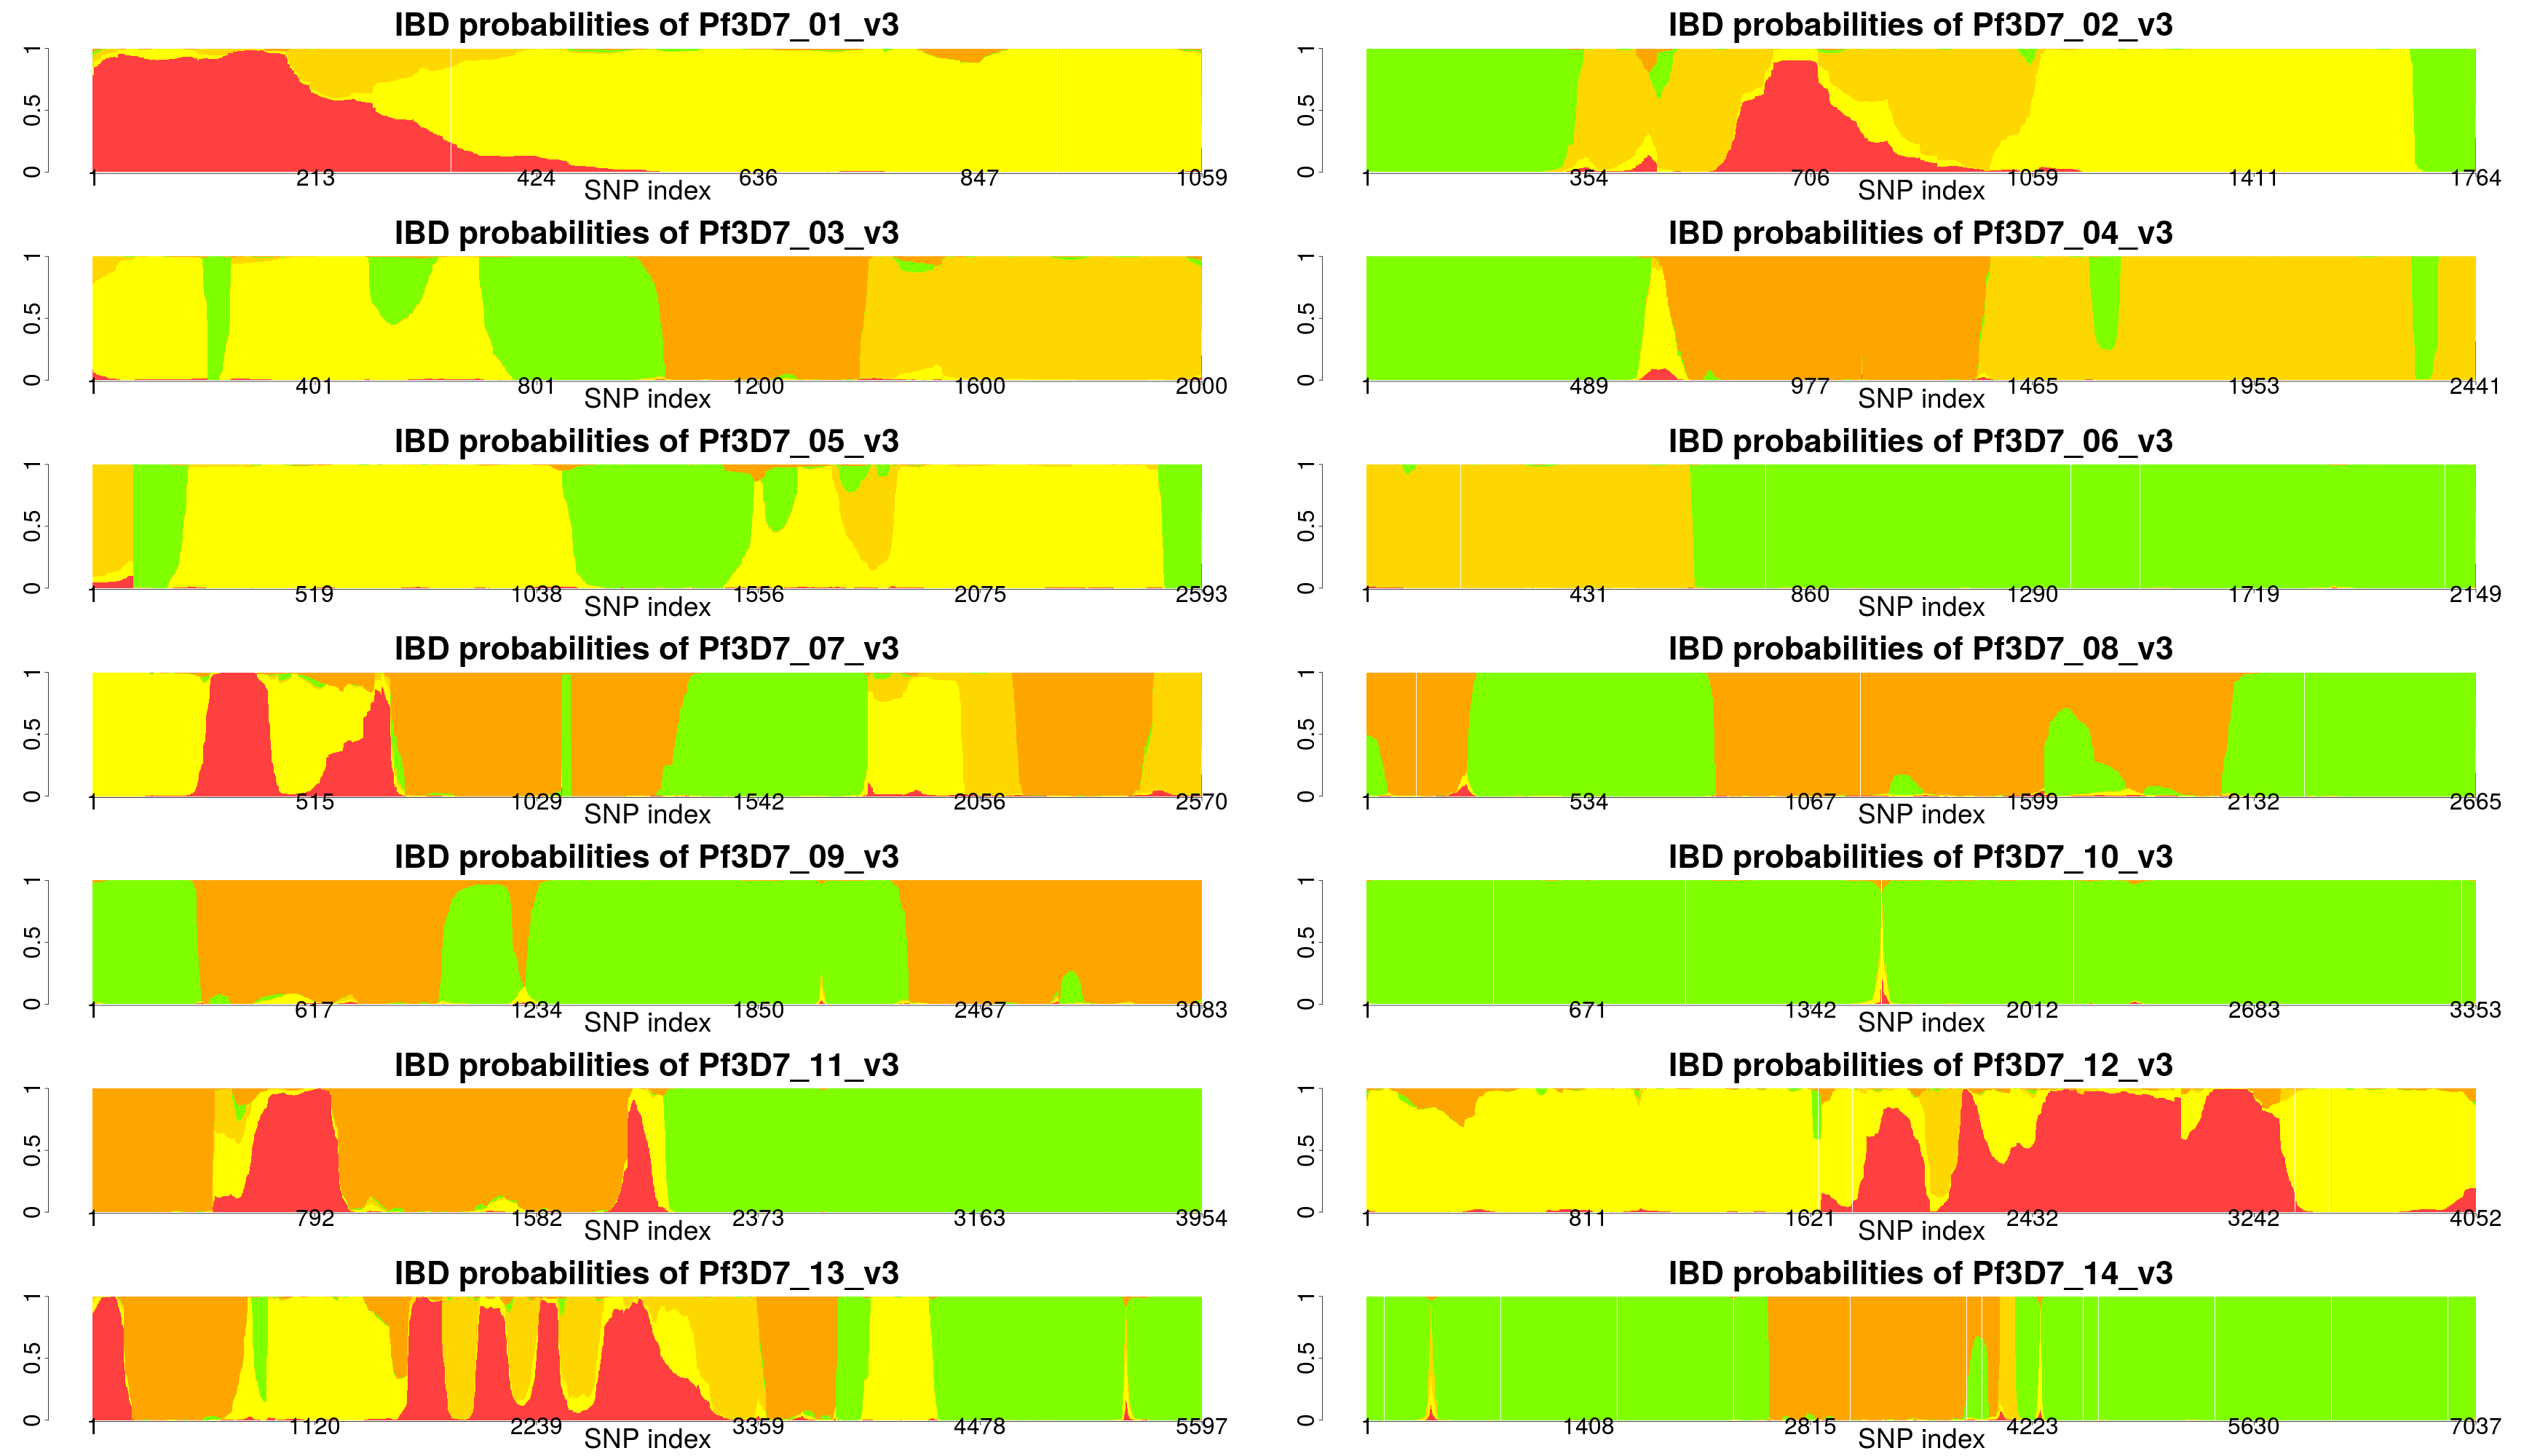 IBD probabilities of Pf3D7_01_v3
0 0.5 1
1 213 424 636 847 1059
SNP index
IBD probabilities of Pf3D7_02_v3
0 0.5 1
1 354 706 1059 1411 1764
SNP index
IBD probabilities of Pf3D7_03_v3
0 0.5 1
1 401 801 1200 1600 2000
SNP index
IBD probabilities of Pf3D7_04_v3
0 0.5 1
1 489 977 1465 1953 2441
SNP index
IBD probabilities of Pf3D7_05_v3
0 0.5 1
1 519 1038 1556 2075 2593
SNP index
IBD probabilities of Pf3D7_06_v3
0 0.5 1
1 431 860 1290 1719 2149
SNP index
IBD probabilities of Pf3D7_07_v3
0 0.5 1
1 515 1029 1542 2056 2570
SNP index
IBD probabilities of Pf3D7_08_v3
0 0.5 1
1 534 1067 1599 2132 2665
SNP index
IBD probabilities of Pf3D7_09_v3
0 0.5 1
1 617 1234 1850 2467 3083
SNP index
IBD probabilities of Pf3D7_10_v3
0 0.5 1
1 671 1342 2012 2683 3353
SNP index
IBD probabilities of Pf3D7_11_v3
0 0.5 1
1 792 1582 2373 3163 3954
SNP index
IBD probabilities of Pf3D7_12_v3
0 0.5 1
1 811 1621 2432 3242 4052
SNP index
IBD probabilities of Pf3D7_13_v3
0 0.5 1
1 1120 2239 3359 4478 5597
SNP index
IBD probabilities of Pf3D7_14_v3
0 0.5 1
1 1408 2815 4223 5630 7037
SNP index